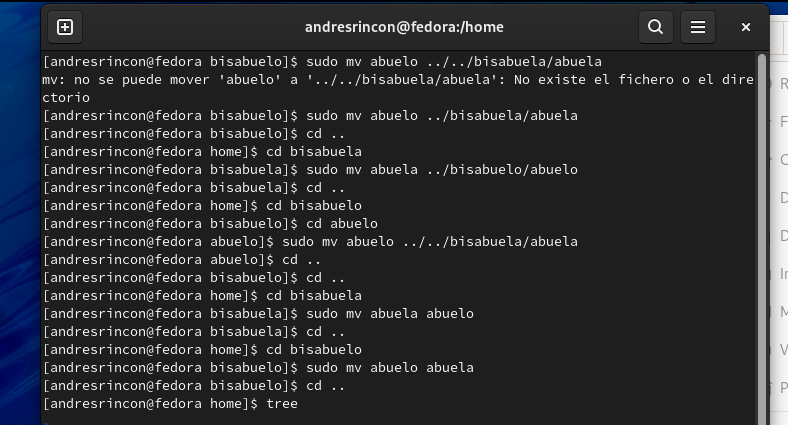 andresrincon@fedora:/home
[andresrincon@fedora bisabuelo]$ sudo mv abuelo ../../bisabuela/abuela
mv: no se puede mover 'abuelo' a '../../bisabuela/abuela': No existe el fichero o el dire
ctorio
[andresrincon@fedora bisabuelo]$ sudo mv abuelo ../bisabuela/abuela
[andresrincon@fedora bisabuelo]$ cd ..
[andresrincon@fedora home]$ cd bisabuela
[andresrincon@fedora bisabuela]$ sudo mv abuela ../bisabuelo/abuelo
[andresrincon@fedora bisabuela]$ cd ..
[andresrincon@fedora home]$ cd bisabuelo
[andresrincon@fedora bisabuelo]$ cd abuelo
[andresrincon@fedora abuelo]$ sudo mv abuelo ../../bisabuela/abuela
[andresrincon@fedora abuelo]$ cd ..
[andresrincon@fedora bisabuelo]$ cd ..
[andresrincon@fedora home]$ cd bisabuela
[andresrincon@fedora bisabuela]$ sudo mv abuela abuelo
[andresrincon@fedora bisabuela]$ cd ..
[andresrincon@fedora home]$ cd bisabuelo
[andresrincon@fedora bisabuelo]$ sudo mv abuelo abuela
[andresrincon@fedora bisabuelo]$ cd ..
[andresrincon@fedora home]$ tree